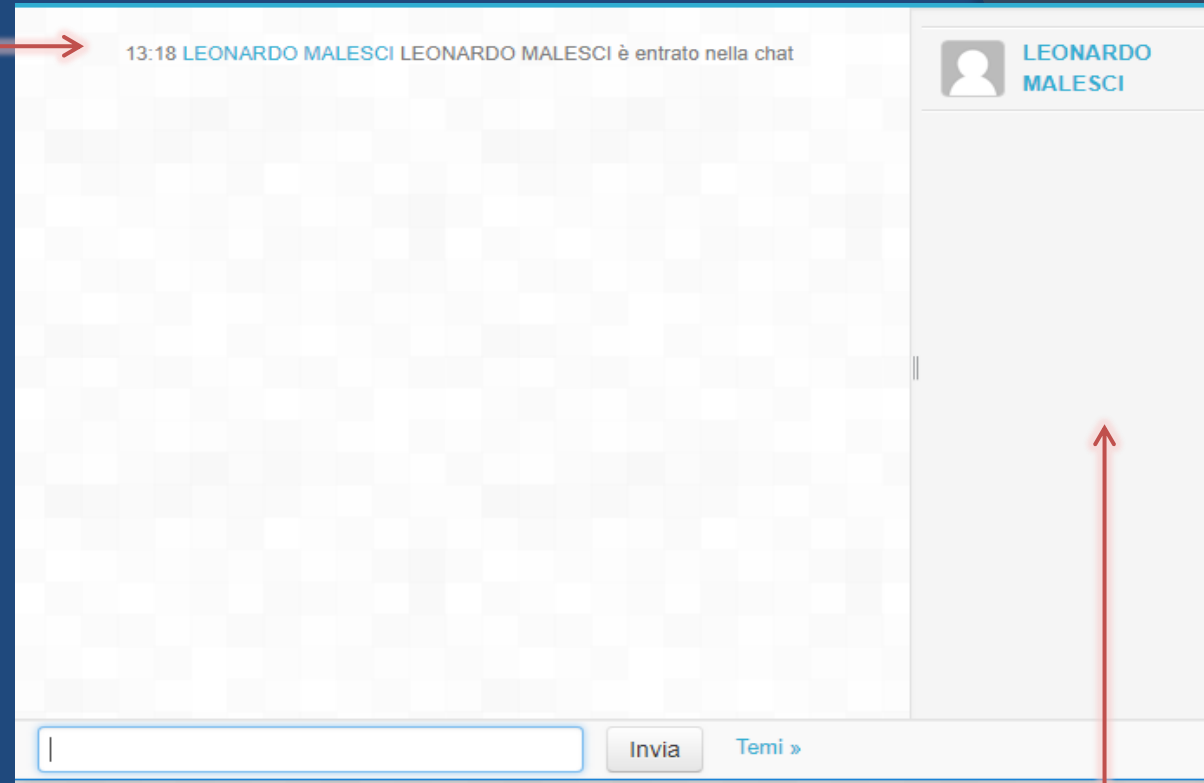 13:18 LEONARDO MALESCI LEONARDO MALESCI è entrato nella chat
LEONARDO
MALESCI
Invia
Temi »